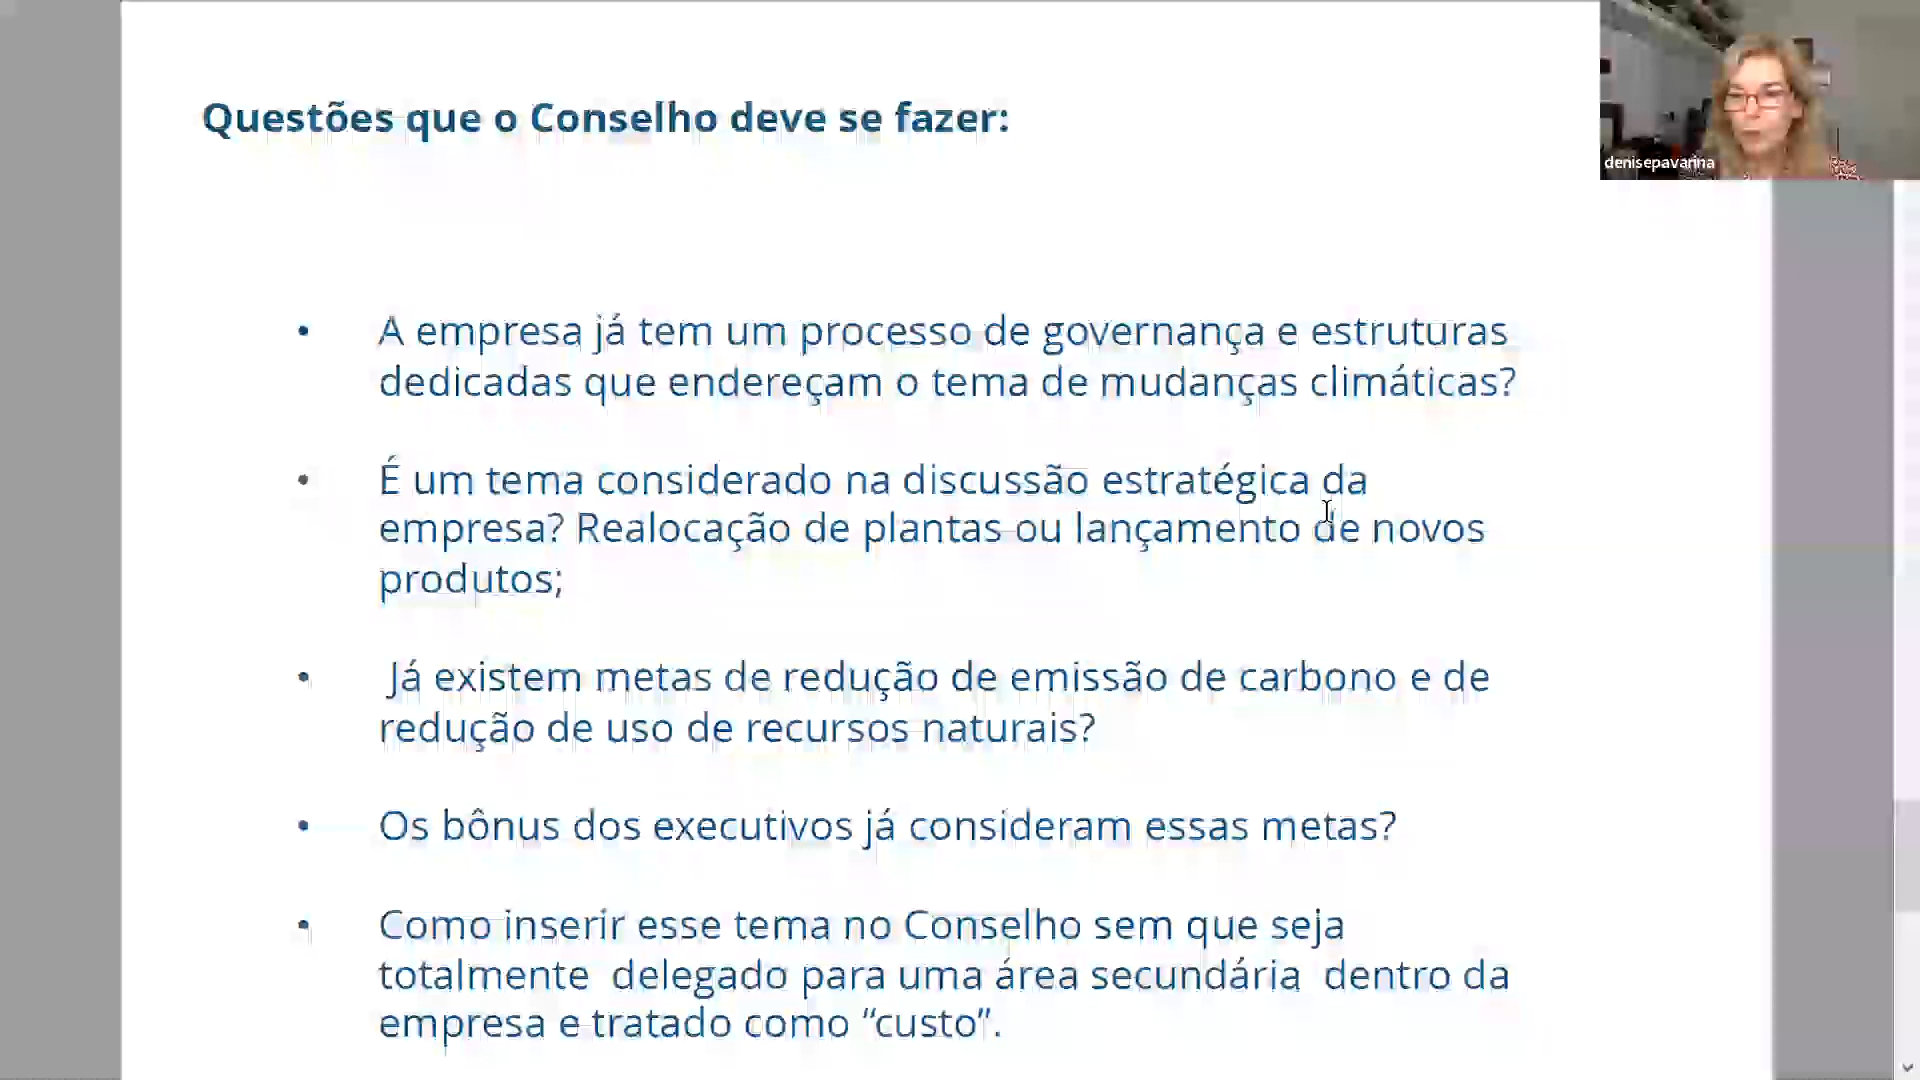 Questões que o Conselho deve se fazer:
denisepavarina
• A empresa já tem um processo de governança e estruturas
dedicadas que endereçam o tema de mudanças climáticas?
• É um tema considerado na discussão estratégica da
empresa? Realocação de plantas ou lançamento de novos
produtos;
• Já existem metas de redução de emissão de carbono e de
redução de uso de recursos naturais?
• Os bônus dos executivos já consideram essas metas?
• Como inserir esse tema no Conselho sem que seja
totalmente delegado para uma área secundária dentro da
empresa e tratado como “custo”.